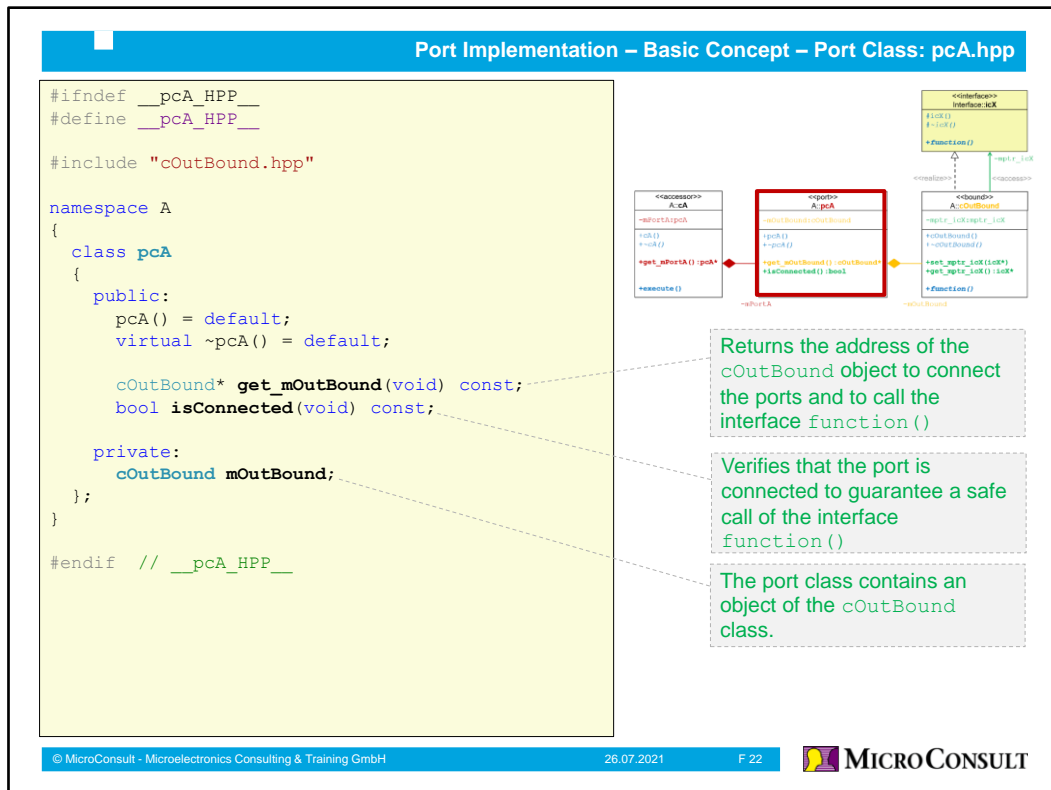 Port Implementation – Basic Concept – Port Class: pcA.hpp
#ifndef __pcA_HPP__
#define __pcA_HPP__
#include "cOutBound.hpp"
namespace A
{
class pcA
{
public:
pcA() = default;
virtual ~pcA() = default;
cOutBound* get_mOutBound(void) const;
bool isConnected(void) const;
private:
cOutBound mOutBound;
};
}
#endif // __pcA_HPP__
<<interface>>
Interface::icX
#icX()
#~icX()
+function()
-mptr_icX
<<realize>>
<<access>>
<<accessor>>
A::cA
-mPortA:pcA
+cA()
+~cA()
+get_mPortA():pcA*
+execute()
<<port>>
A::pcA
-mOutBound:cOutBound
+pcA()
+~pcA()
+get_mOutBound():cOutBound*
+isConnected():bool
<<bound>>
A::cOutBound
-mptr_icX:mptr_icX
+cOutBound()
+~cOutBound()
+set_mptr_icX(icX*)
+get_mptr_icX():icX*
+function()
-mPortA
-mOutBound
Returns the address of the
cOutBound object to connect
the ports and to call the
interface function()
Verifies that the port is
connected to guarantee a safe
call of the interface
function()
The port class contains an
object of the cOutBound
class.
© MicroConsult - Microelectronics Consulting & Training GmbH
26.07.2021
F 22
MICROCONSULT